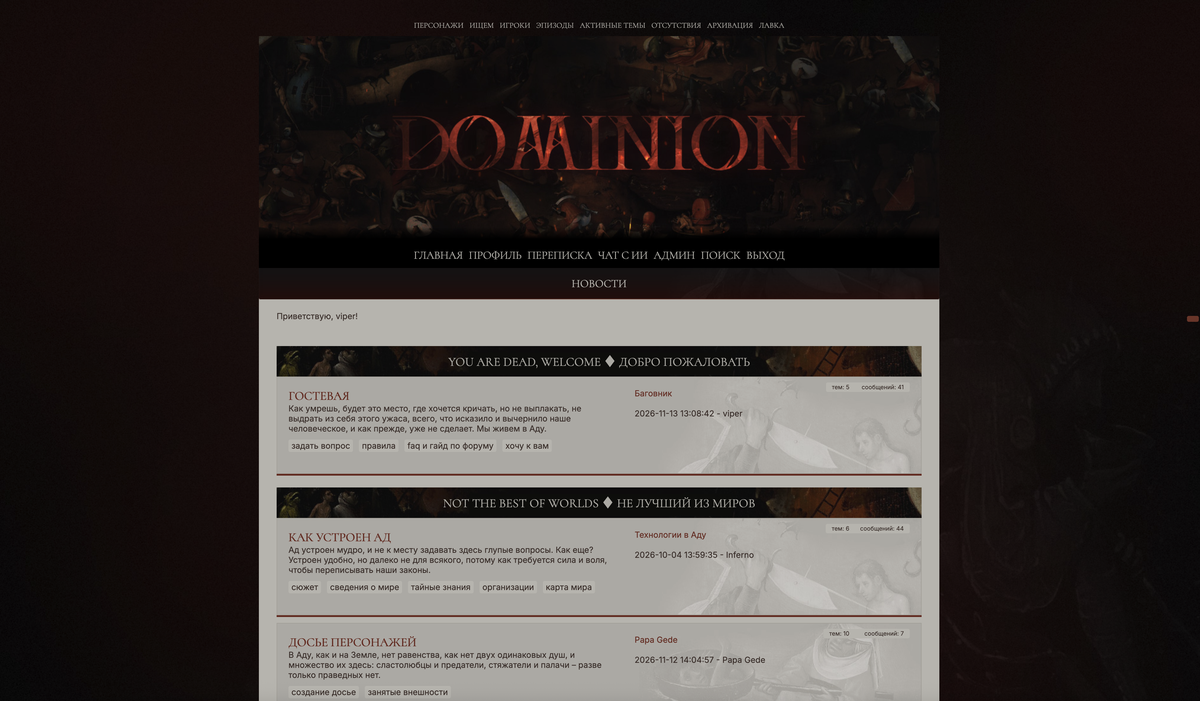 ПЕРСОНАЖИ ИЩЕМ ИГРОКИ ЭПИЗОДЫ АКТИВНЫЕ ТЕМЫ ОТСУТСТВИЯ АРХИВАЦИЯ ЛАВКА
DOMINION
ГЛАВНАЯ ПРОФИЛЬ ПЕРЕПИСКА ЧАТ С ИИ АДМИН ПОИСК ВЫХОД
НОВОСТИ
Приветствую, viper!
YOU ARE DEAD, WELCOME ♦ ДОБРО ПОЖАЛОВАТЬ
тем: 5 сообщений: 41
ГОСТЕВАЯ
Как умрешь, будет это место, где хочется кричать, но не выплакать, не
выдрать из себя этого ужаса, всего, что исказило и вычернило наше
человеческое, и как прежде, уже не сделает. Мы живем в Аду.
задать вопрос правила faq и гайд по форуму хочу к вам
Баговник
2026-11-13 13:08:42 - viper
NOT THE BEST OF WORLDS ♦ НЕ ЛУЧШИЙ ИЗ МИРОВ
тем: 6 сообщений: 44
КАК УСТРОЕН АД
Ад устроен мудро, и не к месту задавать здесь глупые вопросы. Как еще?
Устроен удобно, но далеко не для всякого, потому как требуется сила и воля,
чтобы переписывать наши законы.
сюжет сведения о мире тайные знания организации карта мира
Технологии в Аду
2026-10-04 13:59:35 - Inferno
тем: 10 сообщений: 7
ДОСЬЕ ПЕРСОНАЖЕЙ
В Аду, как и на Земле, нет равенства, как нет двух одинаковых душ, и
множество их здесь: сластолюбцы и предатели, стяжатели и палачи – разве
только праведных нет.
создание досье занятые внешности
Papa Gede
2026-11-12 14:04:57 - Papa Gede